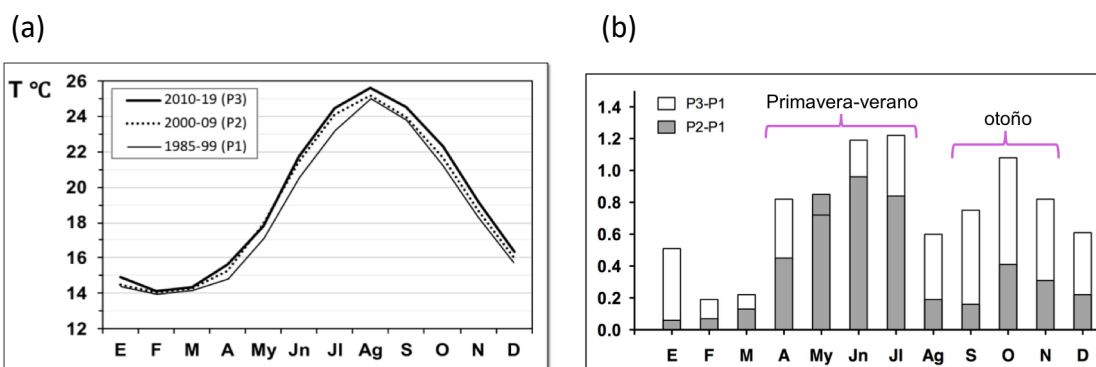 (a)
(b)
T °C
26
24
22
20
18
16
14
12
2010-19 (P3)
2000-09 (P2)
1985-99 (P1)
E F M A My Jn Jl Ag S O N D
1.4
1.2
1.0
0.8
0.6
0.4
0.2
0.0
P3-P1
P2-P1
Primavera-verano
otoño
E F M A My Jn Jl Ag S O N D